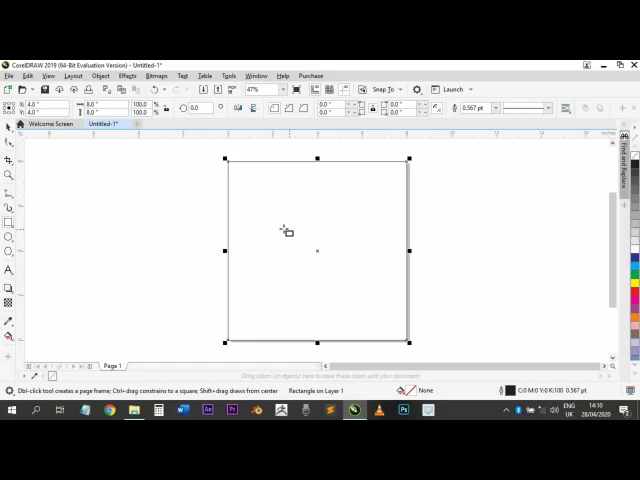 CorelDRAW 2019 (64-Bit Evaluation Version) - Untitled-1*
File Edit View Layout Object Effects Bitmaps Text Table Tools Window Help Purchase
47% Snap To Launch
X: 4.0 " 8.0 " 100.0 % 0.0 0.0 " 0.0 " 0.567 pt
Y: 4.0 " 8.0 " 100.0 % 0.0 " 0.0 "
Welcome Screen Untitled-1*
inches
Find and Replace
Page 1
Drag colors (or objects) here to store these colors with your document
Dbl-click tool creates a page frame; Ctrl+drag constrains to a square; Shift+drag draws from center Rectangle on Layer 1 None C:0 M:0 Y:0 K:100 0.567 pt
ENG 14:10
UK 28/04/2020